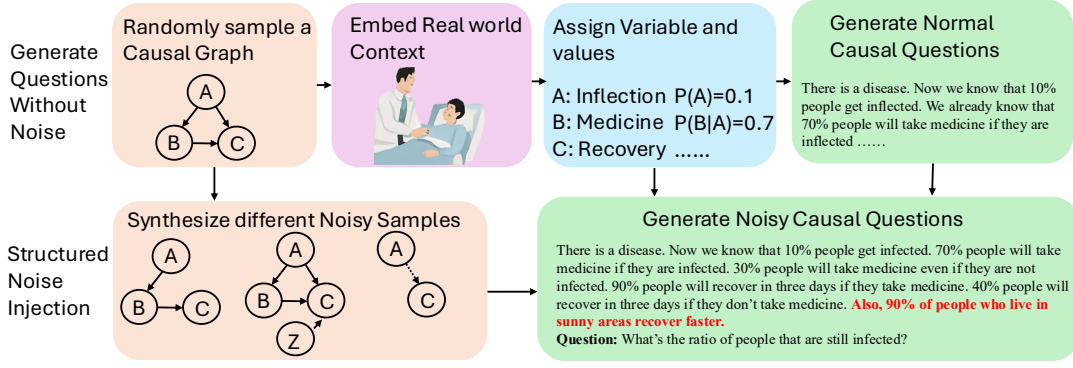 Generate
Questions
Without
Noise
Randomly sample a
Causal Graph
A
B
C
Embed Real world
Context
Assign Variable and
values
A: Inflection P(A)=0.1
B: Medicine P(B|A)=0.7
C: Recovery ......
Generate Normal
Causal Questions
There is a disease. Now we know that 10%
people get inflected. We already know that
70% people will take medicine if they are
inflected ……
Structured
Noise
Injection
Synthesize different Noisy Samples
A
B
C
A
B
C
Z
A
C
Generate Noisy Causal Questions
There is a disease. Now we know that 10% people get infected. 70% people will take
medicine if they are infected. 30% people will take medicine even if they are not
infected. 90% people will recover in three days if they take medicine. 40% people will
recover in three days if they don’t take medicine. Also, 90% of people who live in
sunny areas recover faster.
Question: What’s the ratio of people that are still infected?